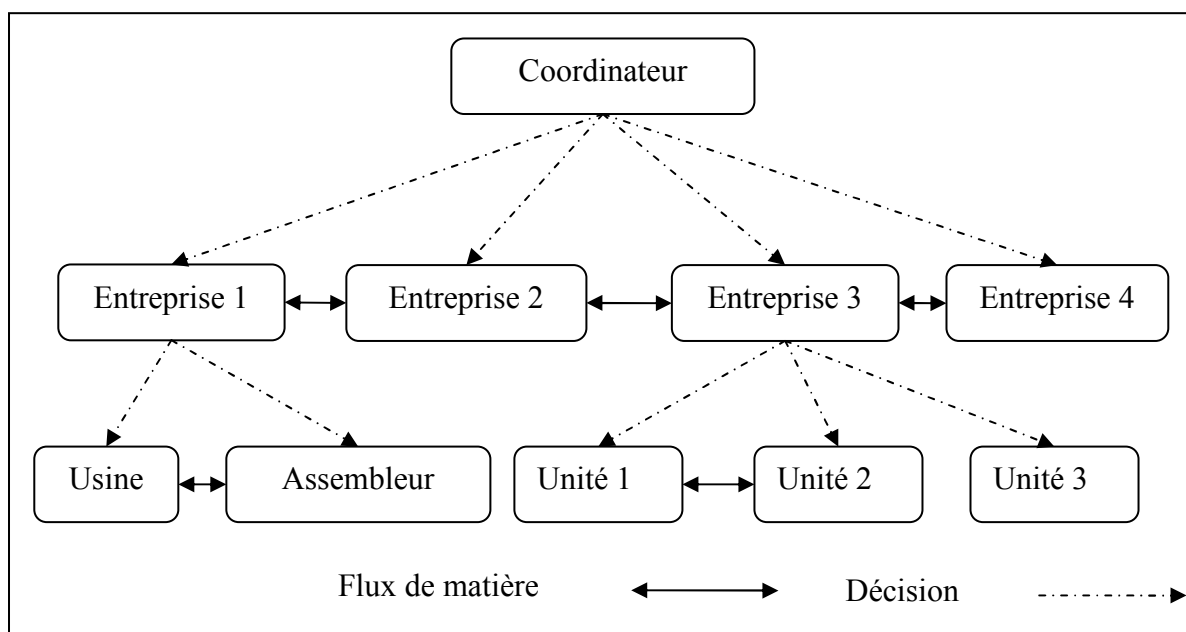 Coordinateur
Entreprise 1
Entreprise 2
Entreprise 3
Entreprise 4
Usine
Assembleur
Unité 1
Unité 2
Unité 3
Flux de matière
Décision